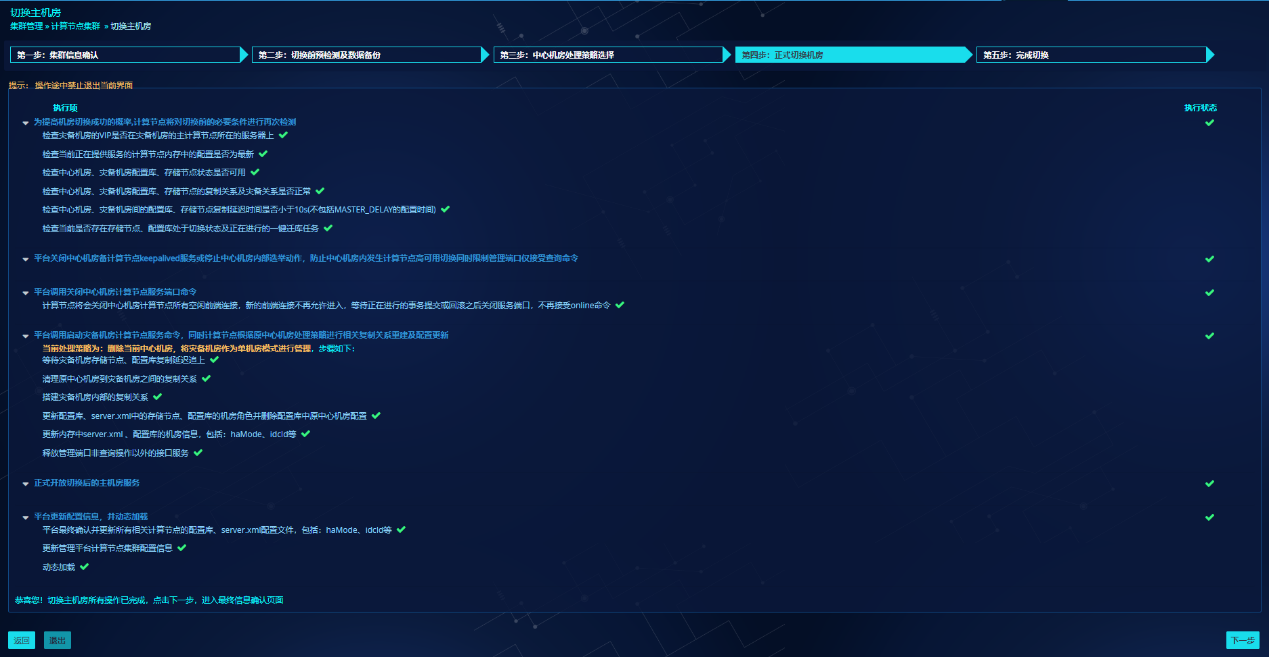 切换主机房
集群管理 » 计算节点集群 » 切换主机房
第一步：集群信息确认
第二步：切换前预检测及数据备份
第三步：中心机房处理策略选择
第四步：正式切换机房
第五步：完成切换
提示： 操作途中禁止退出当前界面
执行项 执行状态
为提高机房切换成功的概率,计算节点将对切换前的必要条件进行再次检测
检查灾备机房的VIP是否在灾备机房的主计算节点所在的服务器上
检查当前正在提供服务的计算节点内存中的配置是否为最新
检查中心机房、灾备机房配置库、存储节点状态是否可用
检查中心机房、灾备机房配置库、存储节点的复制关系及灾备关系是否正常
检查中心机房、灾备机房间的配置库、存储节点复制延迟时间是否小于10s(不包括MASTER_DELAY的配置时间)
检查当前是否存在存储节点、配置库处于切换状态及正在进行的一键迁库任务
平台关闭中心机房备计算节点keepalived服务或停止中心机房内部选举动作，防止中心机房内发生计算节点高可用切换同时限制管理端口仅接受查询命令
平台调用关闭中心机房计算节点服务端口命令
计算节点将会关闭中心机房计算节点所有空闲前端连接，新的前端连接不再允许进入，等待正在进行的事务提交或回滚之后关闭服务端口，不再接受online命令
平台调用启动灾备机房计算节点服务命令，同时计算节点根据原中心机房处理策略进行相关复制关系重建及配置更新
当前处理策略为：删除当前中心机房，将灾备机房作为单机房模式进行管理，步骤如下：
等待灾备机房存储节点、配置库复制延迟追上
清理原中心机房到灾备机房之间的复制关系
搭建灾备机房内部的复制关系
更新配置库、server.xml中的存储节点、配置库的机房角色并删除配置库中原中心机房配置
更新内存中server.xml 、配置库的机房信息，包括：haMode、idcId等
释放管理端口非查询操作以外的接口服务
正式开放切换后的主机房服务
平台更新配置信息，并动态加载
平台最终确认并更新所有相关计算节点的配置库、server.xml配置文件，包括：haMode、idcId等
更新管理平台计算节点集群配置信息
动态加载
恭喜您！切换主机房所有操作已完成，点击下一步，进入最终信息确认页面
返回 退出 下一步